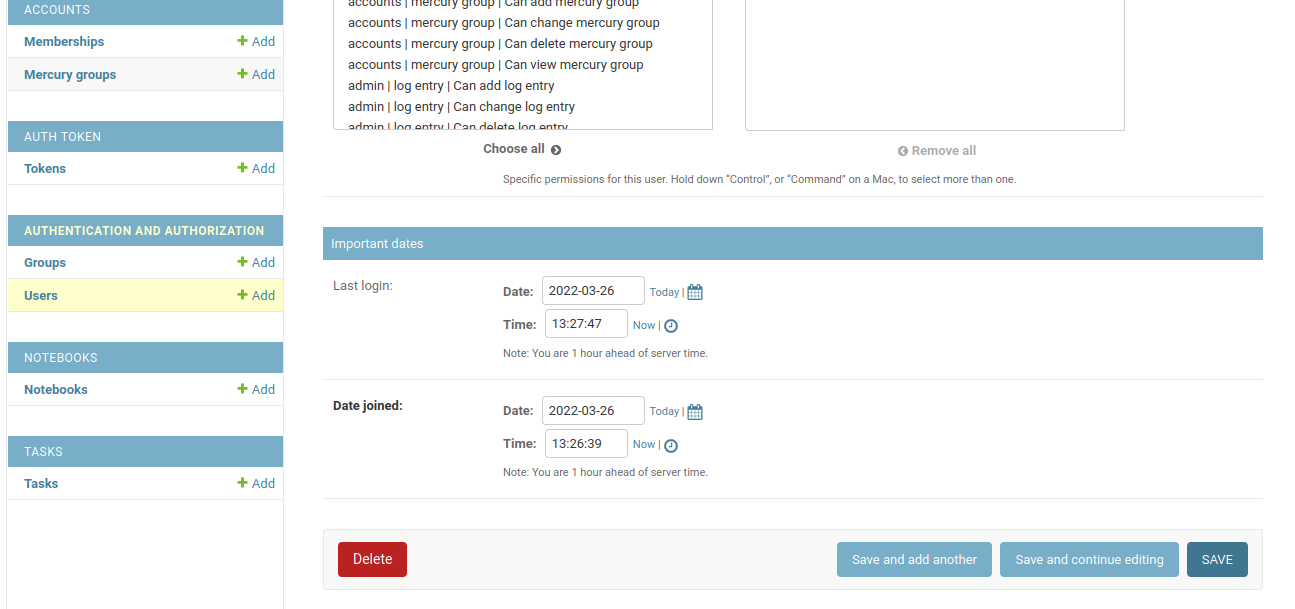 ACCOUNTS
Memberships Add
Mercury groups Add
AUTH TOKEN
Tokens Add
AUTHENTICATION AND AUTHORIZATION
Groups Add
Users Add
NOTEBOOKS
Notebooks Add
TASKS
Tasks Add
accounts | mercury group | Can add mercury group
accounts | mercury group | Can change mercury group
accounts | mercury group | Can delete mercury group
accounts | mercury group | Can view mercury group
admin | log entry | Can add log entry
admin | log entry | Can change log entry
admin | log entry | Can delete log entry
Choose all
Remove all
Specific permissions for this user. Hold down “Control”, or “Command” on a Mac, to select more than one.
Important dates
Last login:
Date: 2022-03-26 Today |
Time: 13:27:47 Now |
Note: You are 1 hour ahead of server time.
Date joined:
Date: 2022-03-26 Today |
Time: 13:26:39 Now |
Note: You are 1 hour ahead of server time.
Delete
Save and add another
Save and continue editing
SAVE